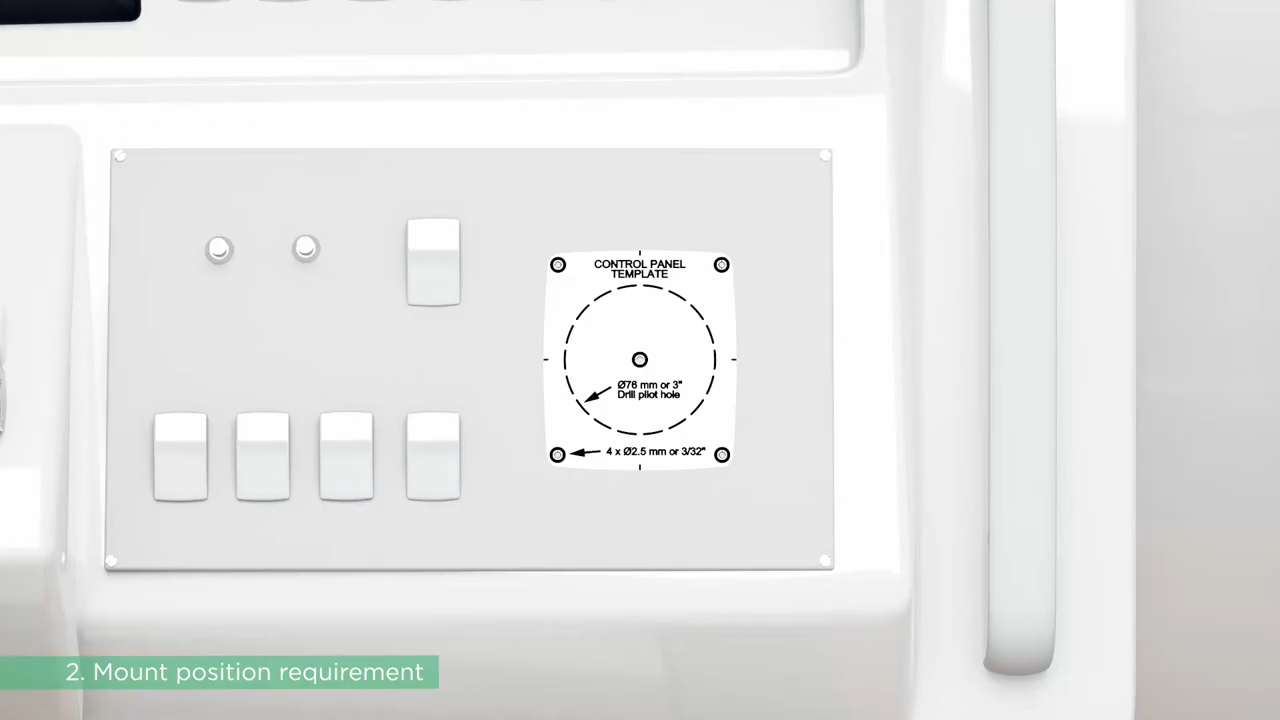 CONTROL PANEL
TEMPLATE
Ø76 mm or 3"
Drill pilot hole
4 x Ø2.5 mm or 3/32"
2. Mount position requirement